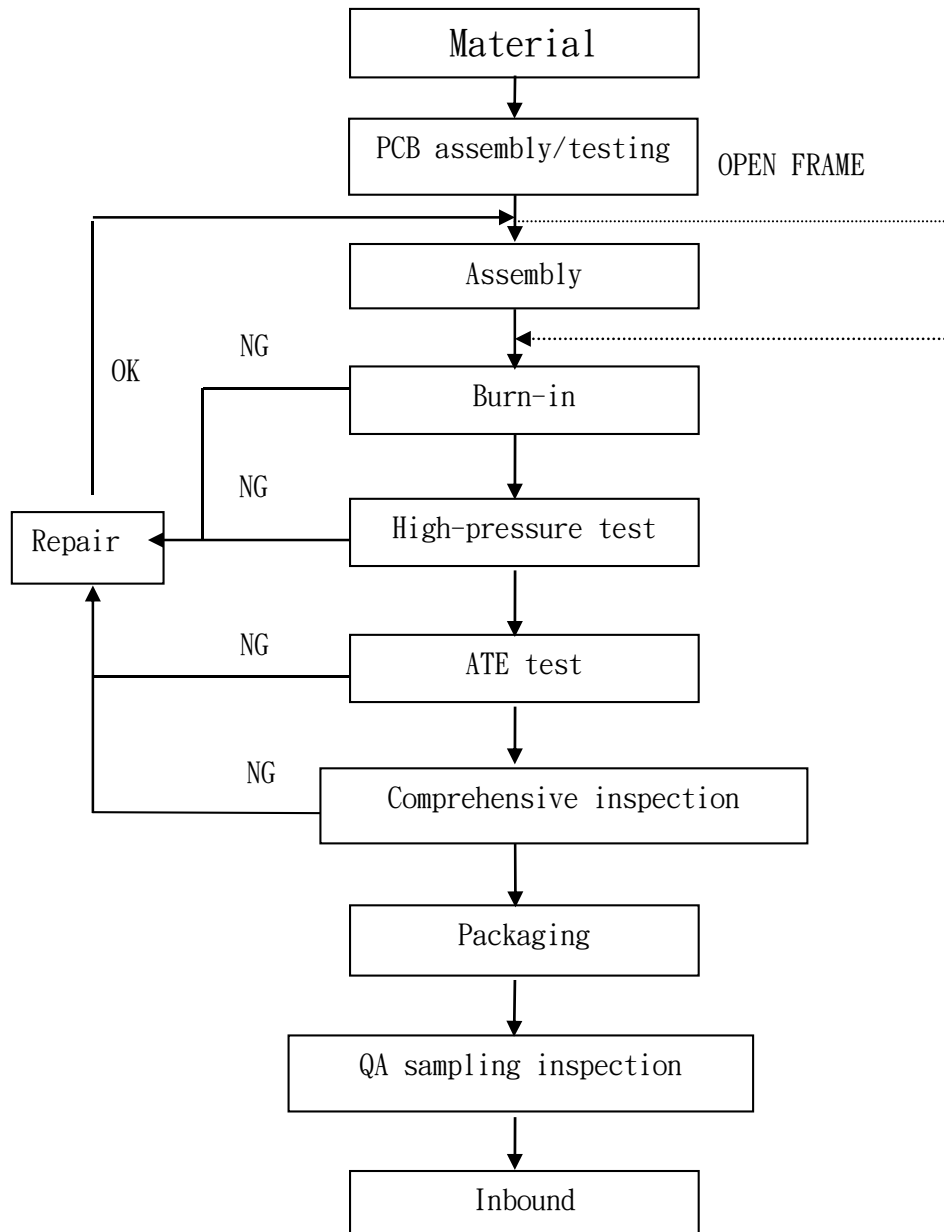 Material
PCB assembly/testing
OPEN FRAME
Assembly
NG
OK
Burn-in
NG
High-pressure test
Repair
NG
ATE test
NG
Comprehensive inspection
Packaging
QA sampling inspection
Inbound